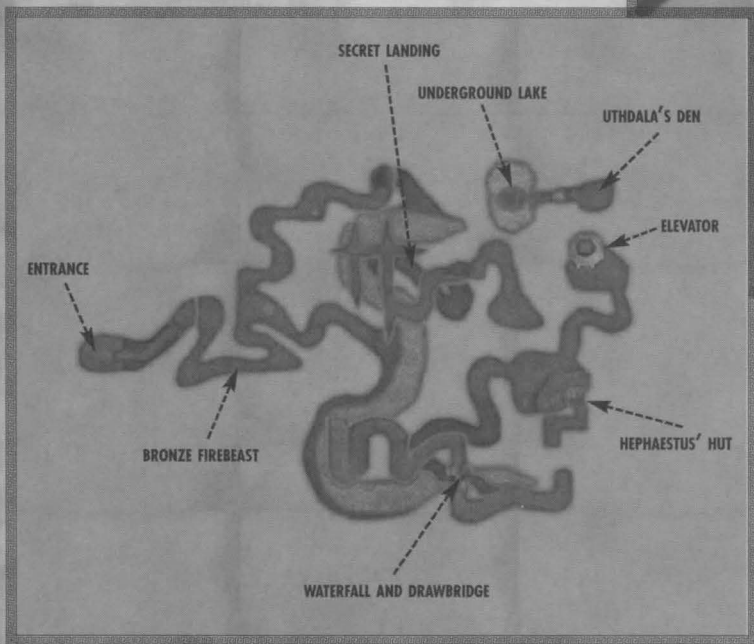 SECRET LANDING
UNDERGROUND LAKE
UTHDALA'S DEN
ELEVATOR
ENTRANCE
BRONZE FIREBEAST
HEPHAESTUS' HUT
WATERFALL AND DRAWBRIDGE